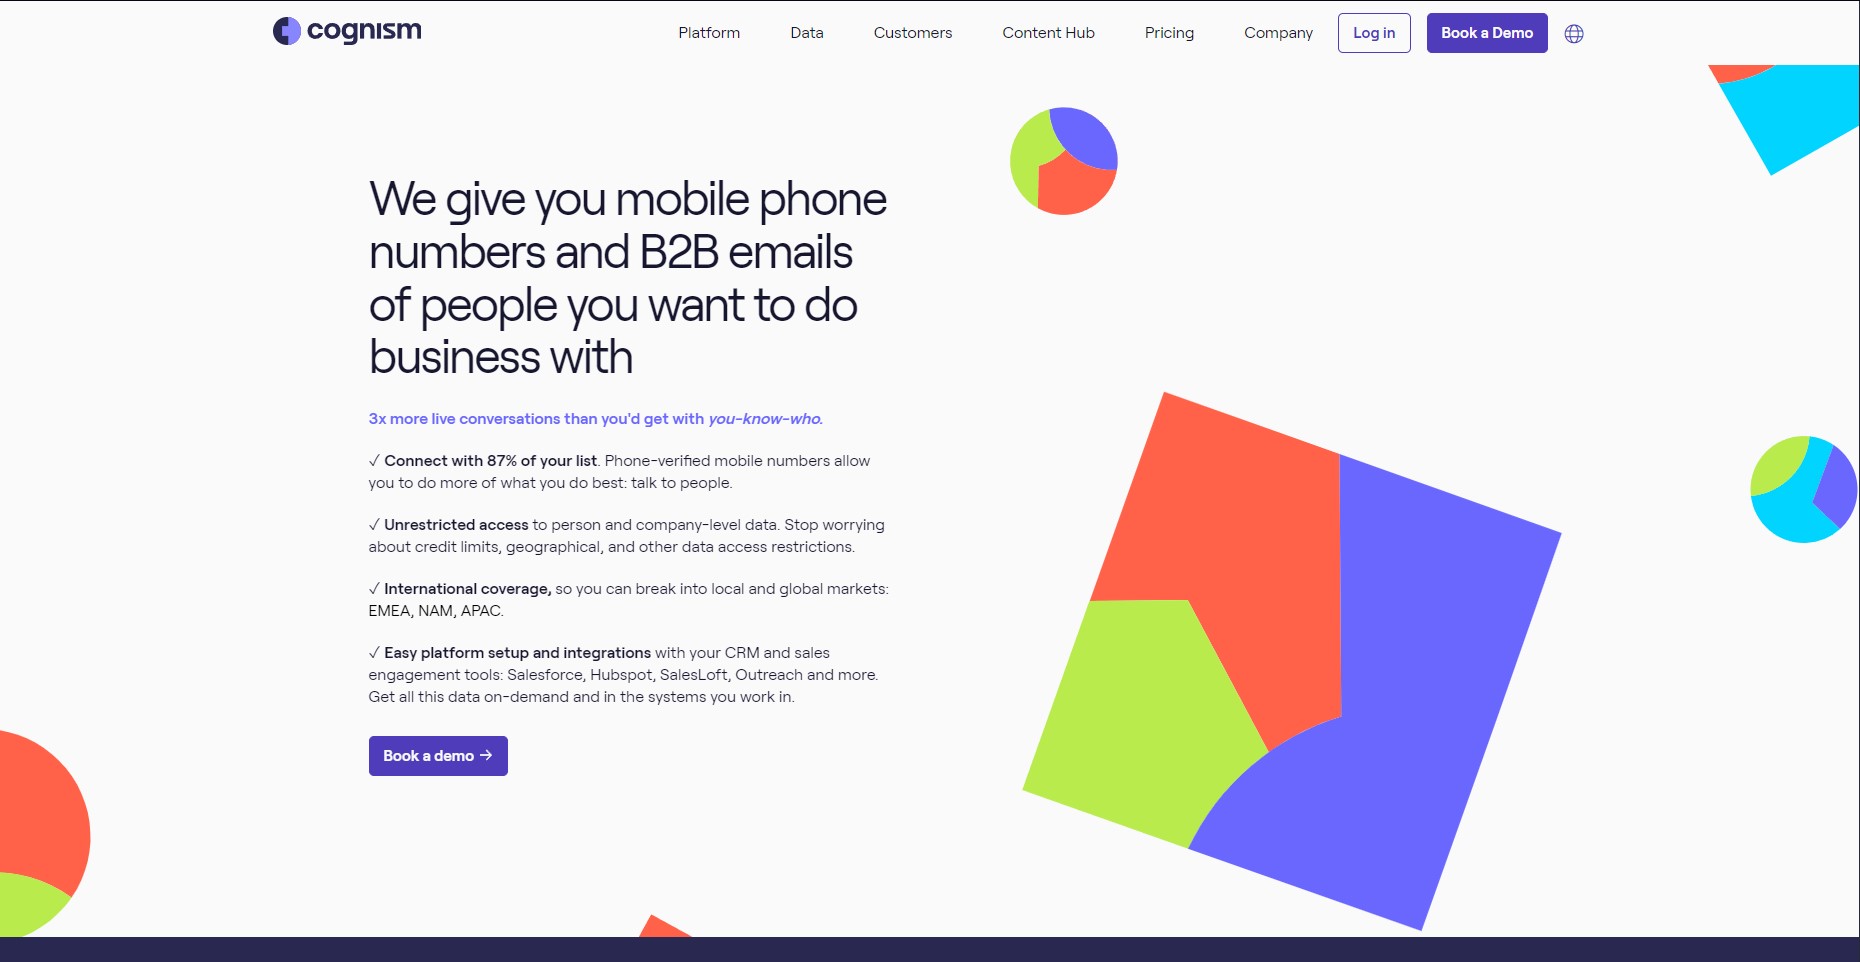 cognism
Platform
Data
Customers
Content Hub
Pricing
Company
Log in
Book a Demo
We give you mobile phone
numbers and B2B emails
of people you want to do
business with
3x more live conversations than you'd get with you-know-who.
✓ Connect with 87% of your list. Phone-verified mobile numbers allow
you to do more of what you do best: talk to people.
✓ Unrestricted access to person and company-level data. Stop worrying
about credit limits, geographical, and other data access restrictions.
✓ International coverage, so you can break into local and global markets:
EMEA, NAM, APAC.
✓ Easy platform setup and integrations with your CRM and sales
engagement tools: Salesforce, Hubspot, SalesLoft, Outreach and more.
Get all this data on-demand and in the systems you work in.
Book a demo →